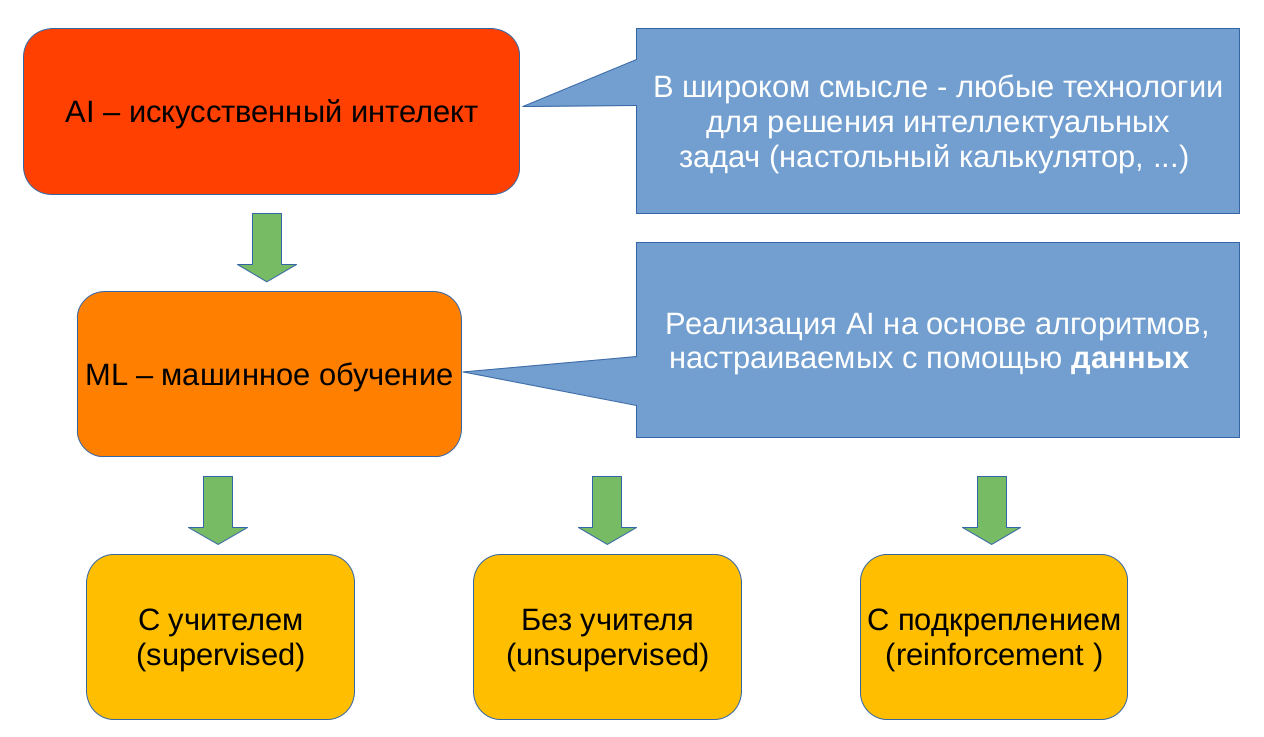 AI – искусственный интелект
В широком смысле - любые технологии
для решения интеллектуальных
задач (настольный калькулятор, ...)
ML – машинное обучение
Реализация AI на основе алгоритмов,
настраиваемых с помощью данных
С учителем
(supervised)
Без учителя
(unsupervised)
С подкреплением
(reinforcement )